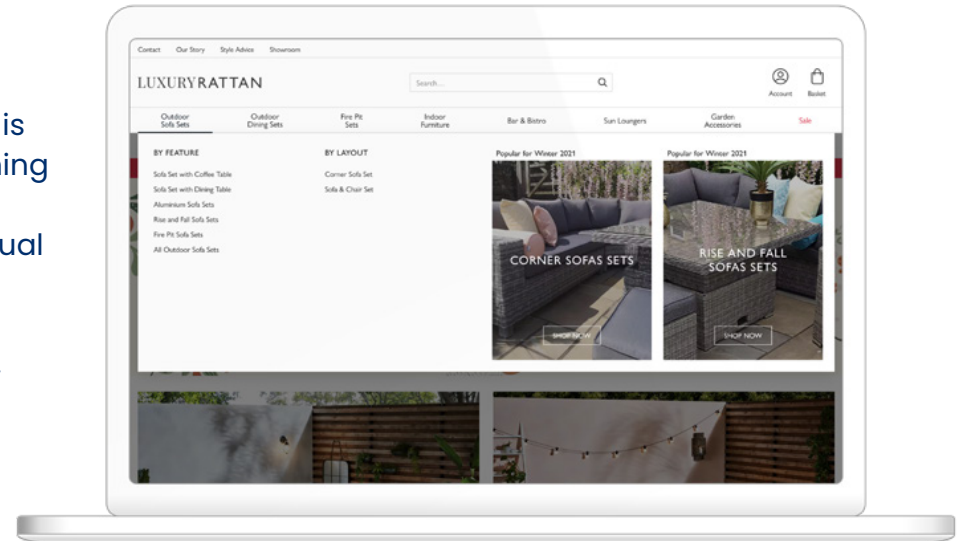 is
ning
ual
Contact Our Story Style Advice Showroom
LUXURYRATTAN
Search...
Account Basket
Outdoor Sofa Sets
Outdoor Dining Sets
Fire Pit Sets
Indoor Furniture
Bar & Bistro
Sun Loungers
Garden Accessories
Sale
BY FEATURE
Sofa Set with Coffee Table
Sofa Set with Dining Table
Aluminium Sofa Sets
Rise and Fall Sofa Sets
Fire Pit Sofa Sets
All Outdoor Sofa Sets
BY LAYOUT
Corner Sofa Set
Sofa & Chair Set
Popular for Winter 2021
CORNER SOFAS SETS
SHOP NOW
Popular for Winter 2021
RISE AND FALL
SOFAS SETS
SHOP NOW